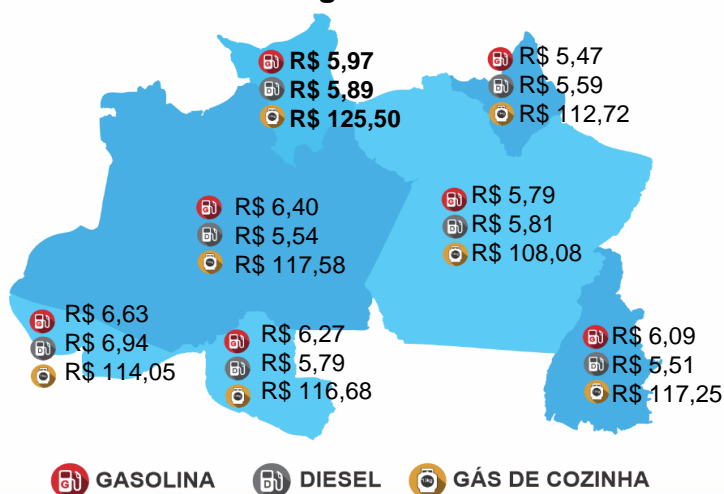 R$ 5,97
R$ 5,89
R$ 125,50
R$ 5,47
R$ 5,59
R$ 112,72
R$ 6,40
R$ 5,54
R$ 117,58
R$ 5,79
R$ 5,81
R$ 108,08
R$ 6,63
R$ 6,94
R$ 114,05
R$ 6,27
R$ 5,79
R$ 116,68
R$ 6,09
R$ 5,51
R$ 117,25
GASOLINA
DIESEL
GÁS DE COZINHA